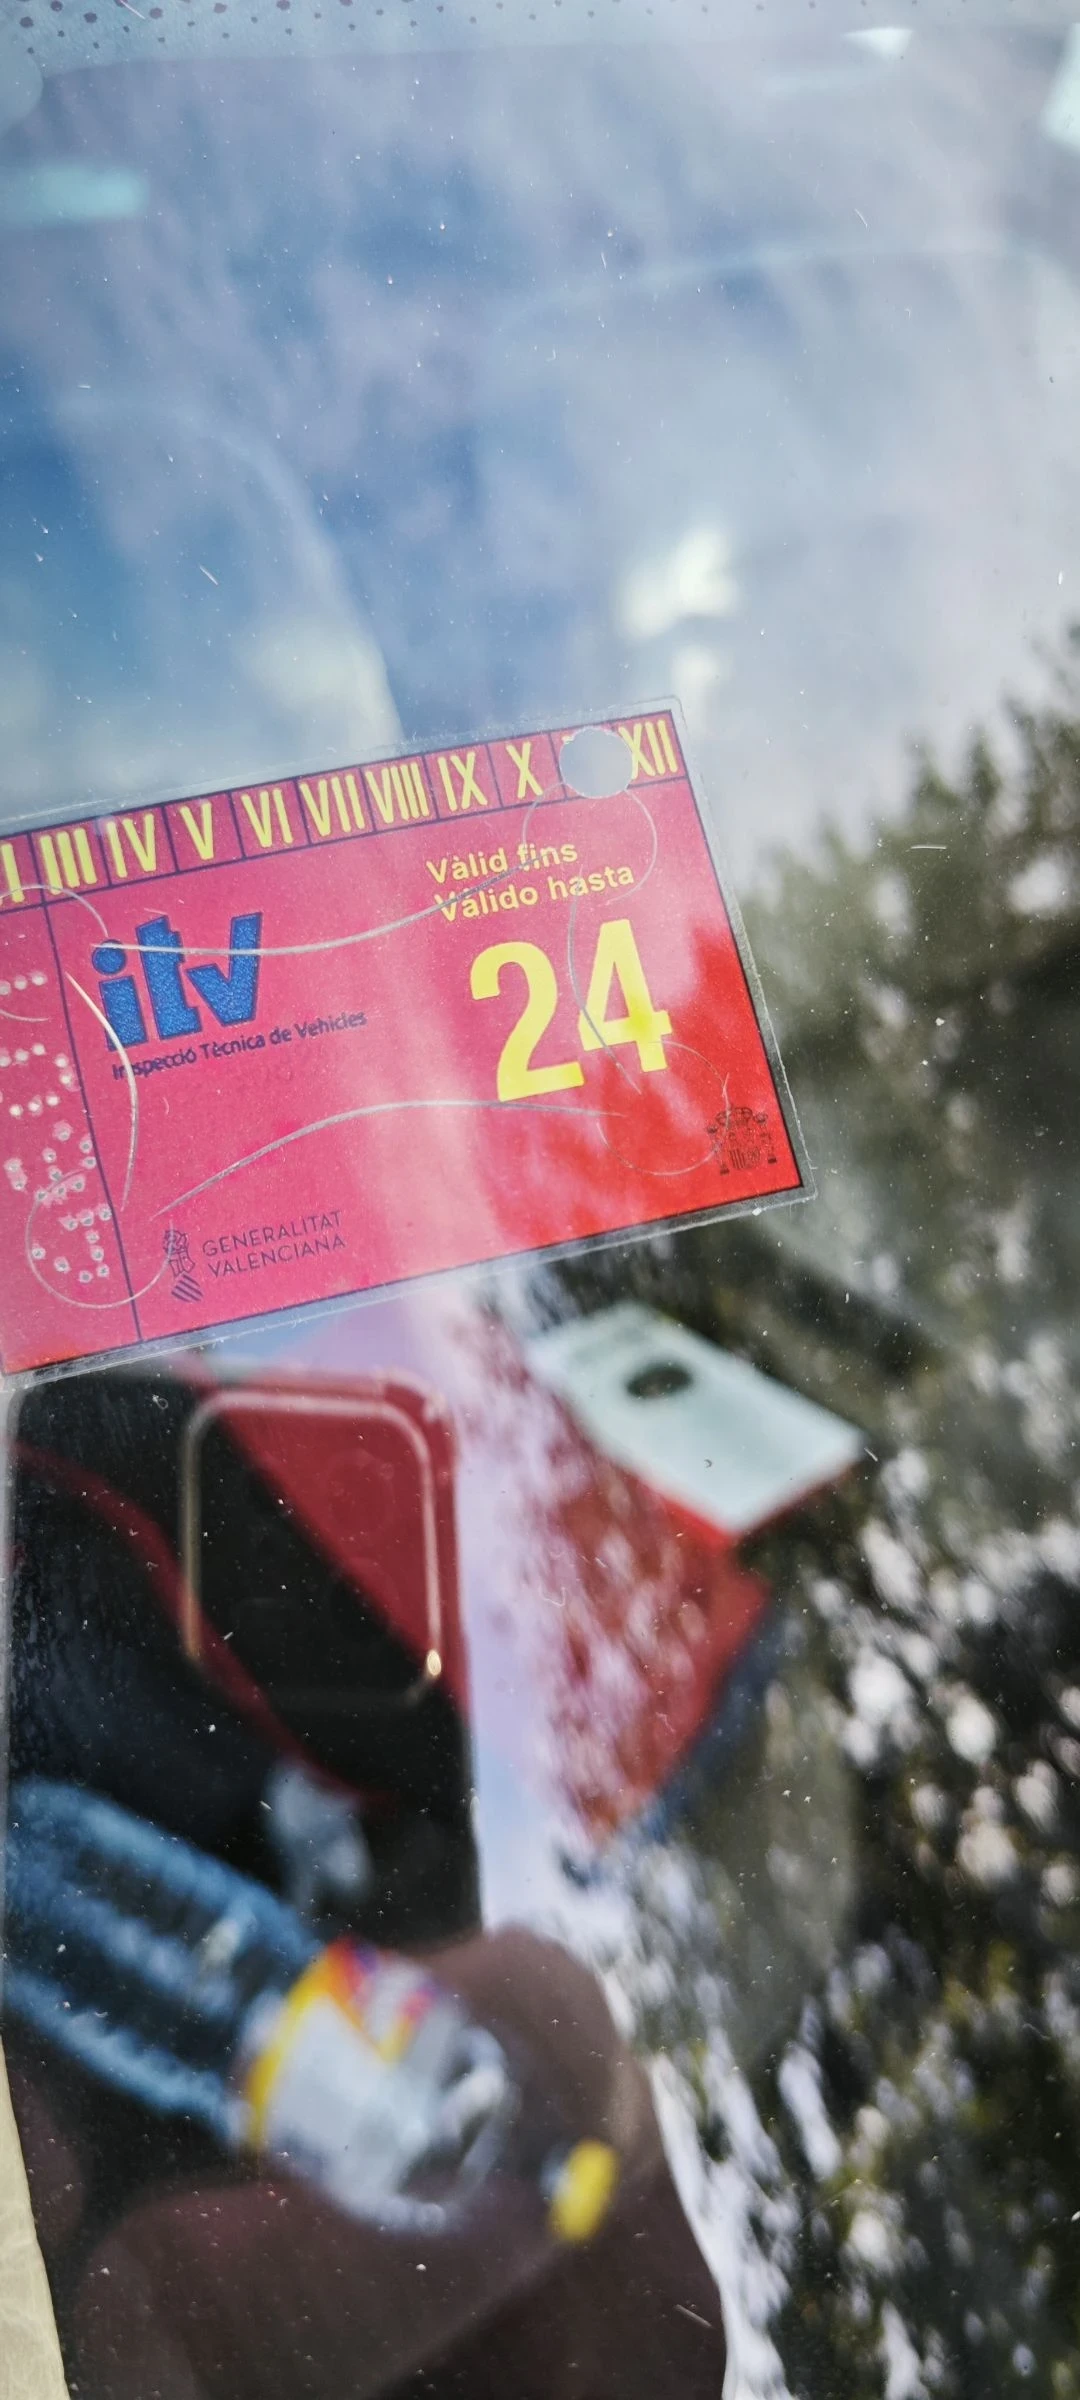 III IV V VI VII VIII IX X XII
Vàlid fins
Válido hasta
24
itv
Inspecció Tècnica de Vehicles
GENERALITAT
VALENCIANA